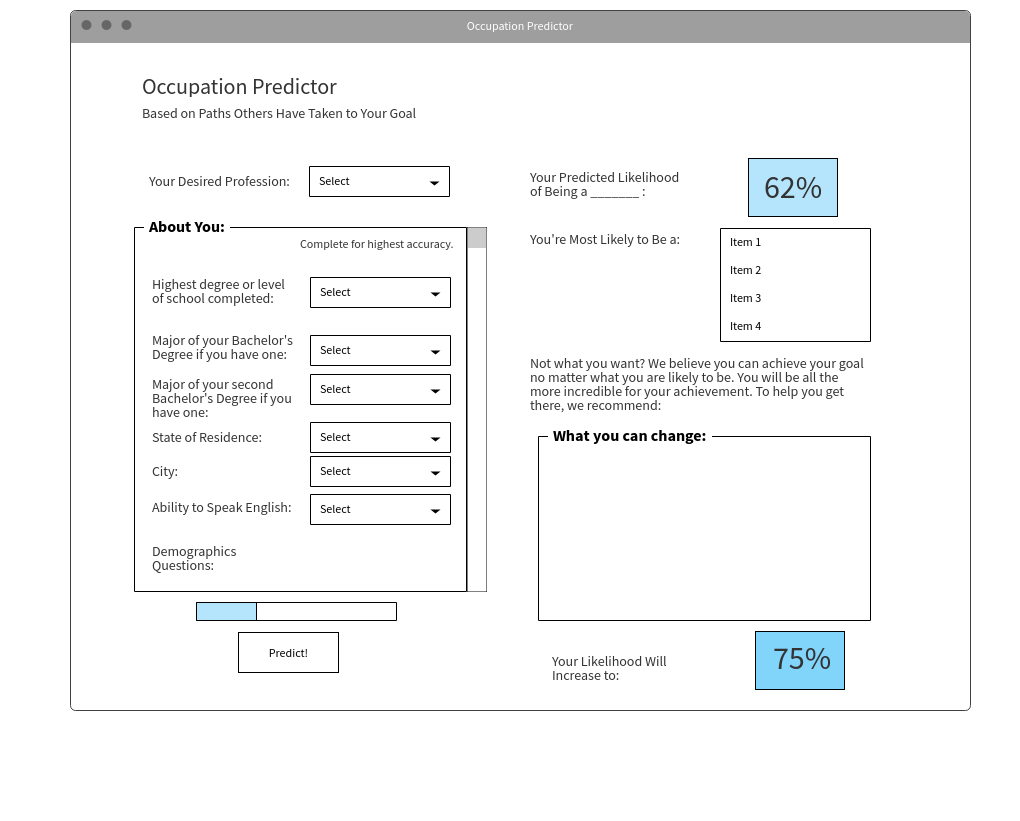 Occupation Predictor
Occupation Predictor
Based on Paths Others Have Taken to Your Goal
Your Desired Profession:
Select
About You:
Complete for highest accuracy.
Highest degree or level
of school completed:
Select
Major of your Bachelor's
Degree if you have one:
Select
Major of your second
Bachelor's Degree if you
have one:
Select
State of Residence:
Select
City:
Select
Ability to Speak English:
Select
Demographics
Questions:
Predict!
Your Predicted Likelihood
of Being a _______ :
62%
You're Most Likely to Be a:
Item 1
Item 2
Item 3
Item 4
Not what you want? We believe you can achieve your goal
no matter what you are likely to be. You will be all the
more incredible for your achievement. To help you get
there, we recommend:
What you can change:
Your Likelihood Will
Increase to:
75%